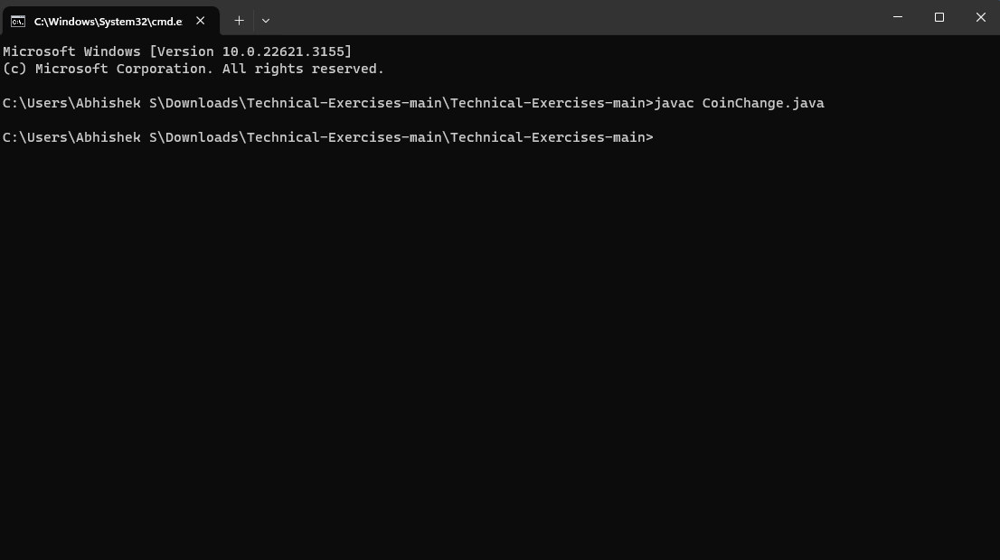 C:\Windows\System32\cmd.e
Microsoft Windows [Version 10.0.22621.3155]
(c) Microsoft Corporation. All rights reserved.
C:\Users\Abhishek S\Downloads\Technical-Exercises-main\Technical-Exercises-main>javac CoinChange.java
C:\Users\Abhishek S\Downloads\Technical-Exercises-main\Technical-Exercises-main>